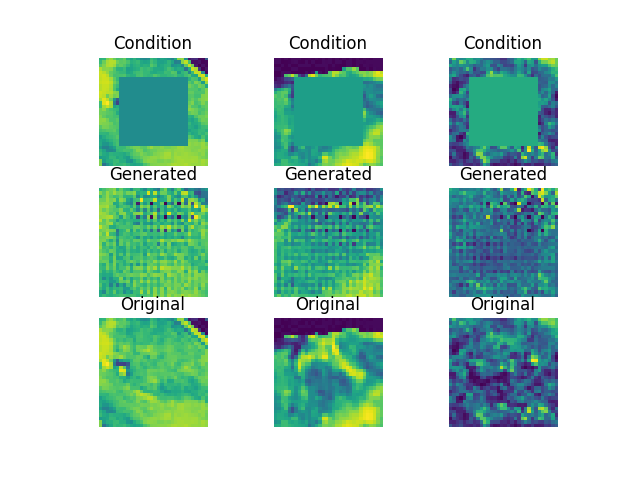 Condition Condition Condition
Generated Generated Generated
Original Original Original